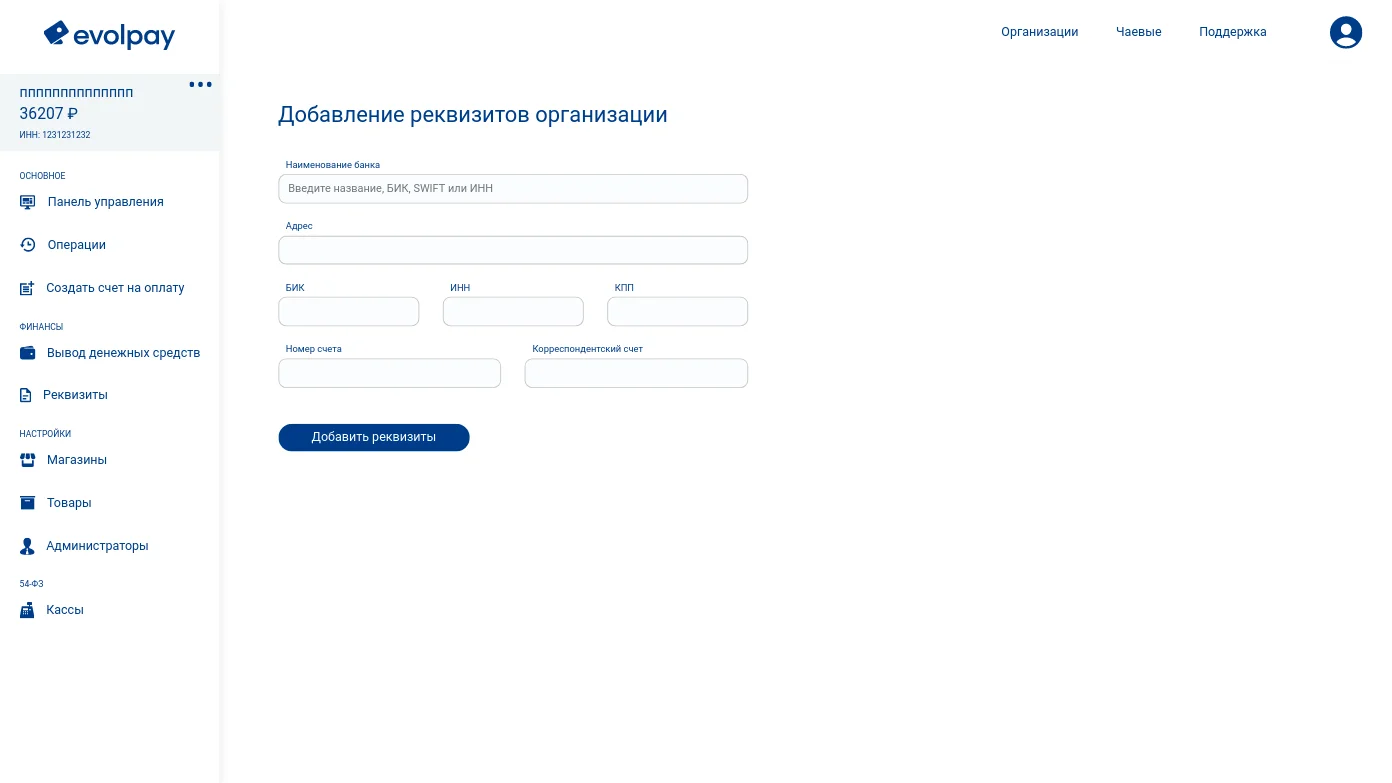 evolpay
Организации
Чаевые
Поддержка
пппппппппппппп
36207 ₽
ИНН: 1231231232
ОСНОВНОЕ
Панель управления
Операции
Создать счет на оплату
ФИНАНСЫ
Вывод денежных средств
Реквизиты
НАСТРОЙКИ
Магазины
Товары
Администраторы
54-ФЗ
Кассы
Добавление реквизитов организации
Наименование банка
Введите название, БИК, SWIFT или ИНН
Адрес
БИК
ИНН
КПП
Номер счета
Корреспондентский счет
Добавить реквизиты